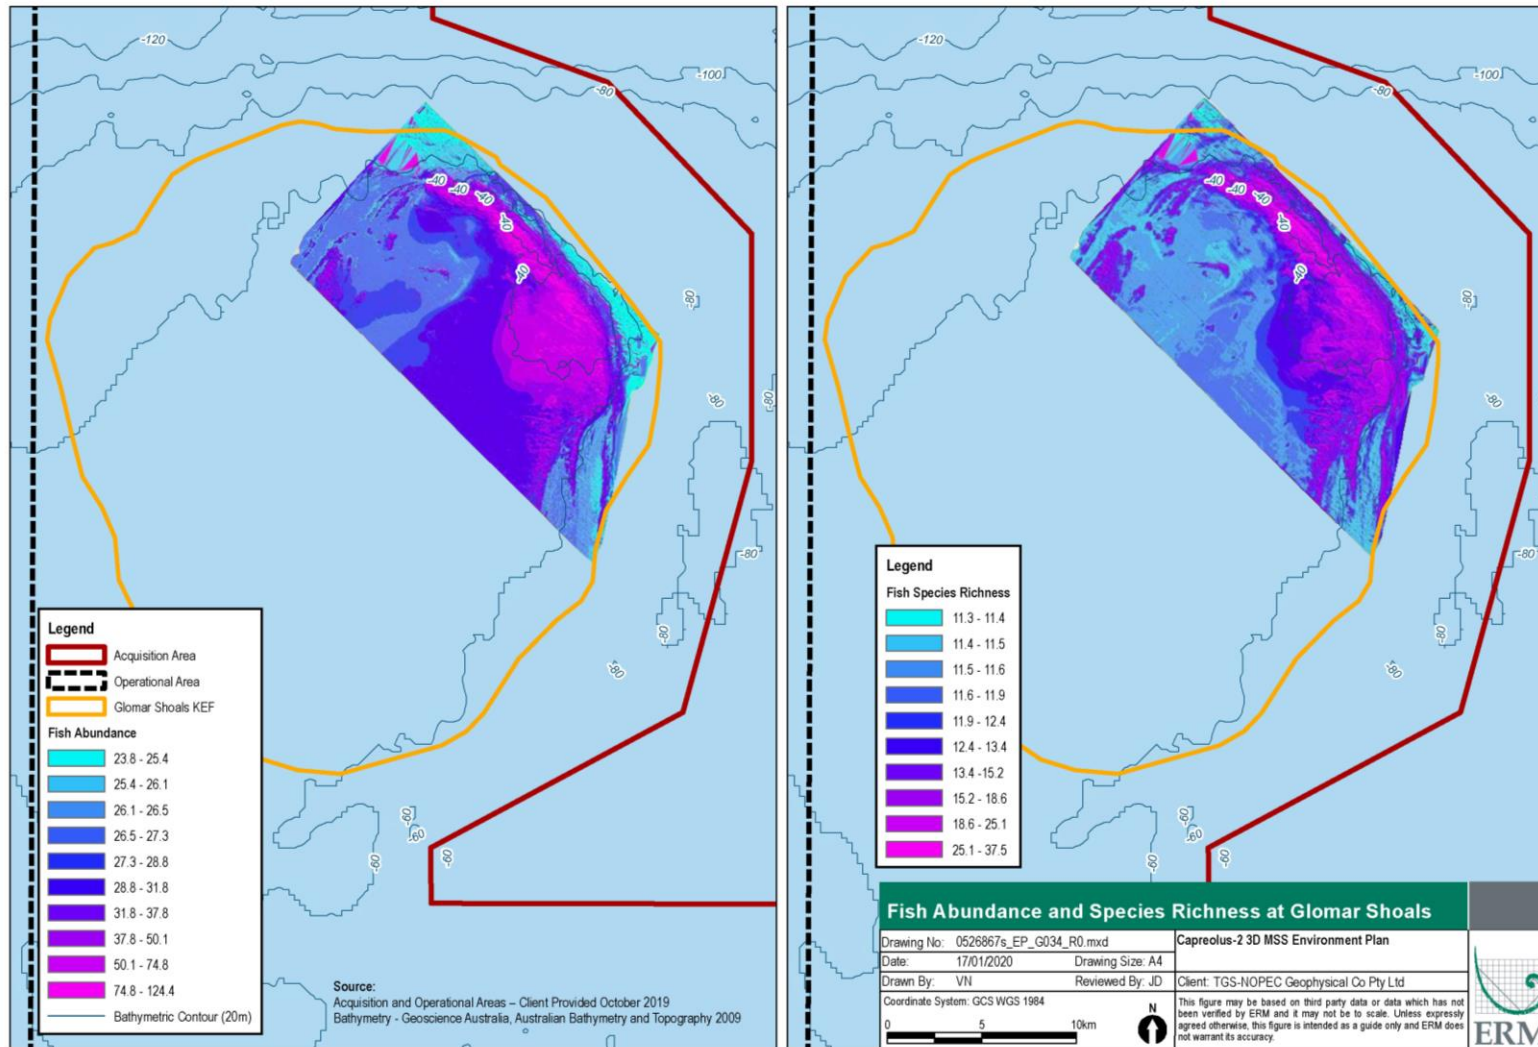 -120
-100
-80
-40
-40
-40
-40
-40
-80
-80
-80
-80
-80
-80
-60
-60
-60
-60
Legend
Acquisition Area
Operational Area
Glomar Shoals KEF
Fish Abundance
23.8 - 25.4
25.4 - 26.1
26.1 - 26.5
26.5 - 27.3
27.3 - 28.8
28.8 - 31.8
31.8 - 37.8
37.8 - 50.1
50.1 - 74.8
74.8 - 124.4
Bathymetric Contour (20m)
Source:
Acquisition and Operational Areas – Client Provided October 2019
Bathymetry - Geoscience Australia, Australian Bathymetry and Topography 2009
-120
-100
-80
-40
-40
-40
-40
-40
-80
-80
-80
-80
-80
-60
-60
-60
-60
Legend
Fish Species Richness
11.3 - 11.4
11.4 - 11.5
11.5 - 11.6
11.6 - 11.9
11.9 - 12.4
12.4 - 13.4
13.4 - 15.2
15.2 - 18.6
18.6 - 25.1
25.1 - 37.5
Fish Abundance and Species Richness at Glomar Shoals
Drawing No: 0526867s_EP_G034_R0.mxd
Capreolus-2 3D MSS Environment Plan
Date: 17/01/2020 Drawing Size: A4
Drawn By: VN Reviewed By: JD
Client: TGS-NOPEC Geophysical Co Pty Ltd
Coordinate System: GCS WGS 1984
N
0 5 10km
This figure may be based on third party data or data which has not
been verified by ERM and it may not be to scale. Unless expressly
agreed otherwise, this figure is intended as a guide only and ERM does
not warrant its accuracy.
ERM